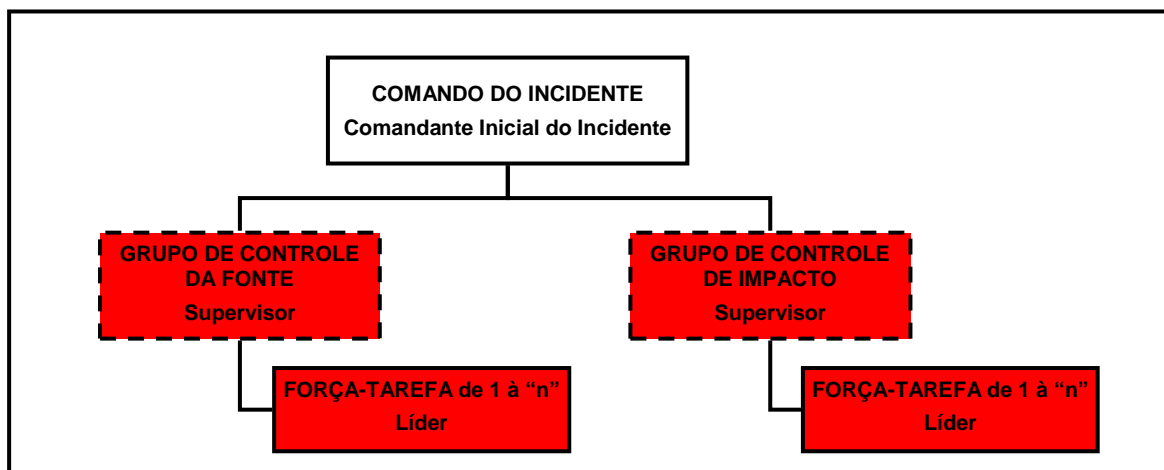 COMANDO DO INCIDENTE
Comandante Inicial do Incidente
GRUPO DE CONTROLE
DA FONTE
Supervisor
GRUPO DE CONTROLE
DE IMPACTO
Supervisor
FORÇA-TAREFA de 1 à “n”
Líder
FORÇA-TAREFA de 1 à “n”
Líder